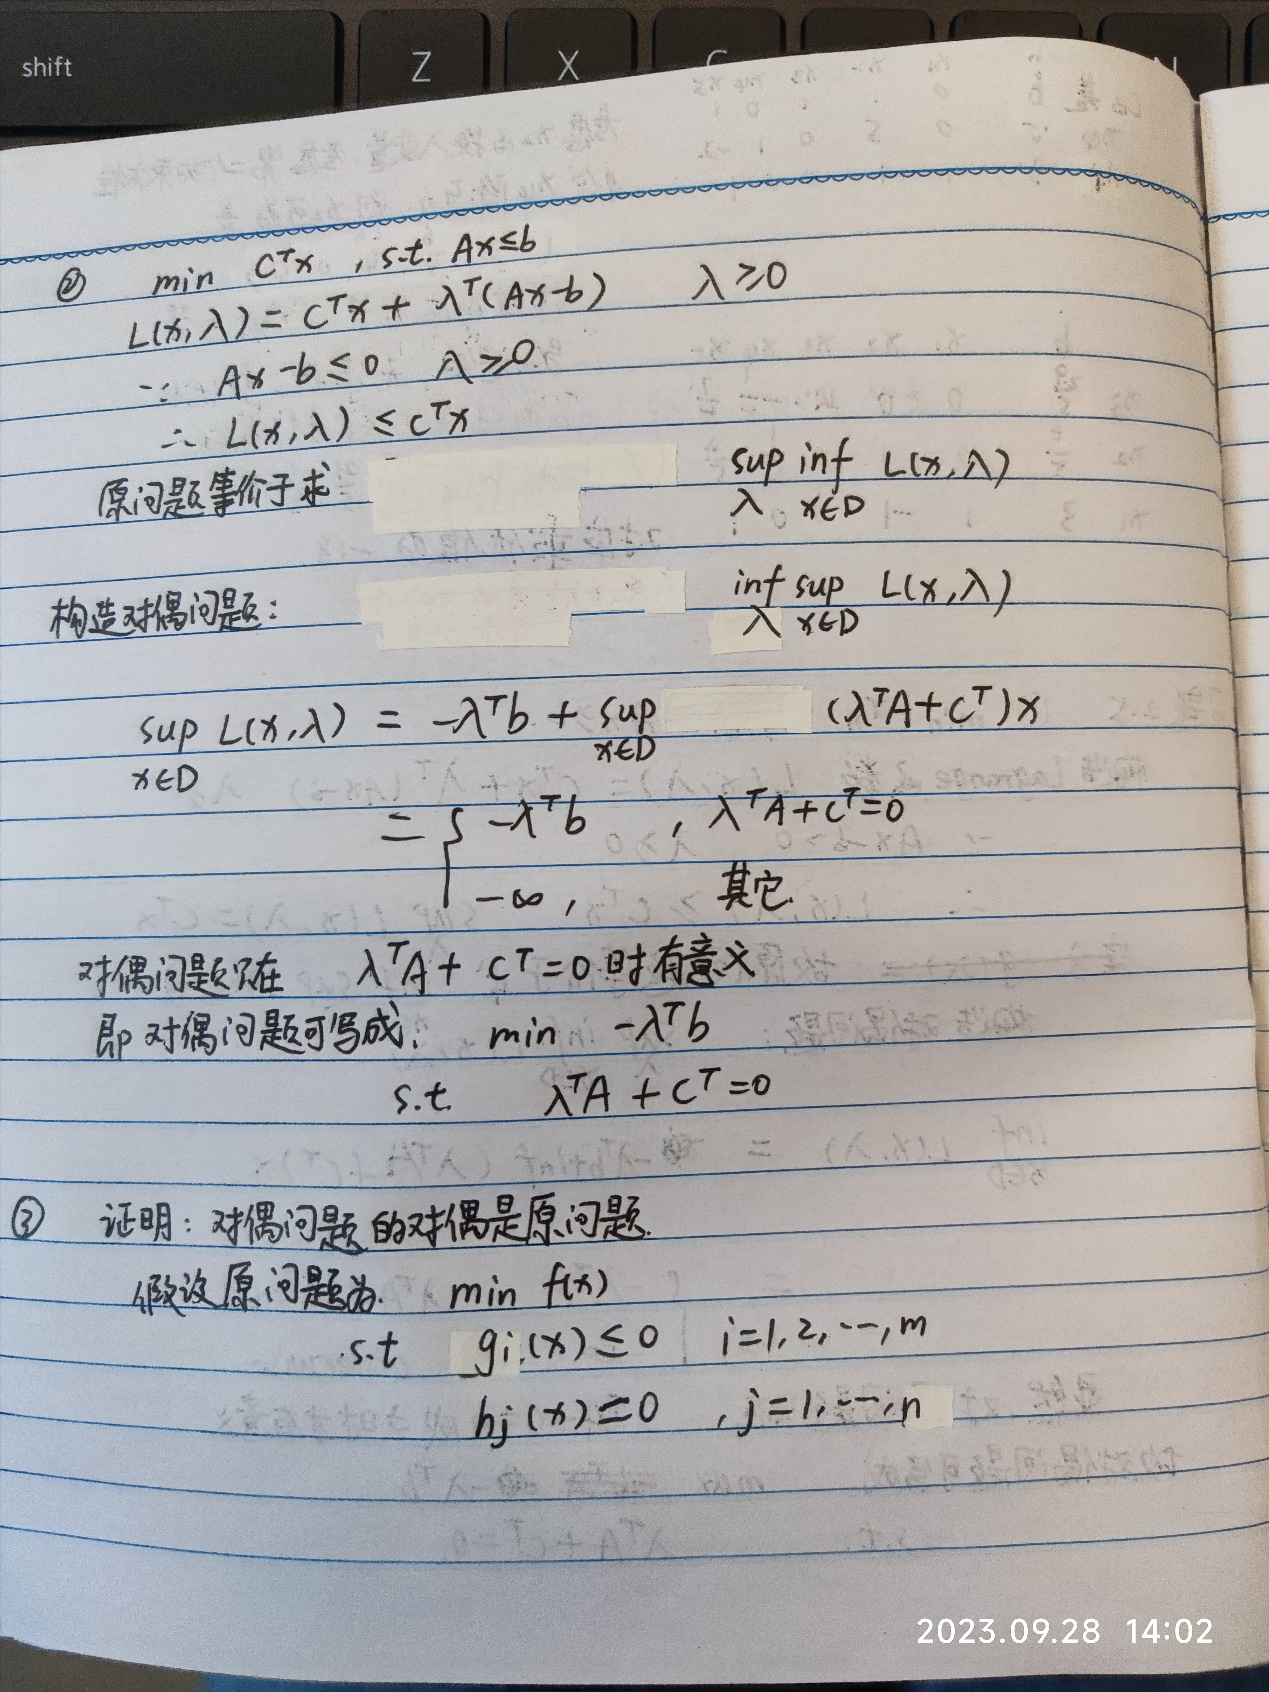 shift Z X C N
② min CᵀX , s.t. Ax≤b
L(x,λ) = Cᵀx + λᵀ(Ax-b) λ≥0
∵ Ax-b≤0 λ≥0.
∴ L(x,λ) ≤ cᵀx
原问题等价于求 sup inf L(x,λ)
λ x∈D
构造对偶问题: inf sup L(x,λ)
λ x∈D
sup L(x,λ) = -λᵀb + sup (λᵀA+Cᵀ)x
x∈D x∈D
= { -λᵀb , λᵀA+Cᵀ=0
-∞ , 其它.
对偶问题只在 λᵀA+ Cᵀ=0 时有意义
即对偶问题可写成: min -λᵀb
s.t. λᵀA + Cᵀ=0
③ 证明: 对偶问题的对偶是原问题.
假设原问题为. min f(x)
s.t gi(x)≤0 i=1,2,…,m
hj(x)=0 , j=1,…,n
2023.09.28 14:02